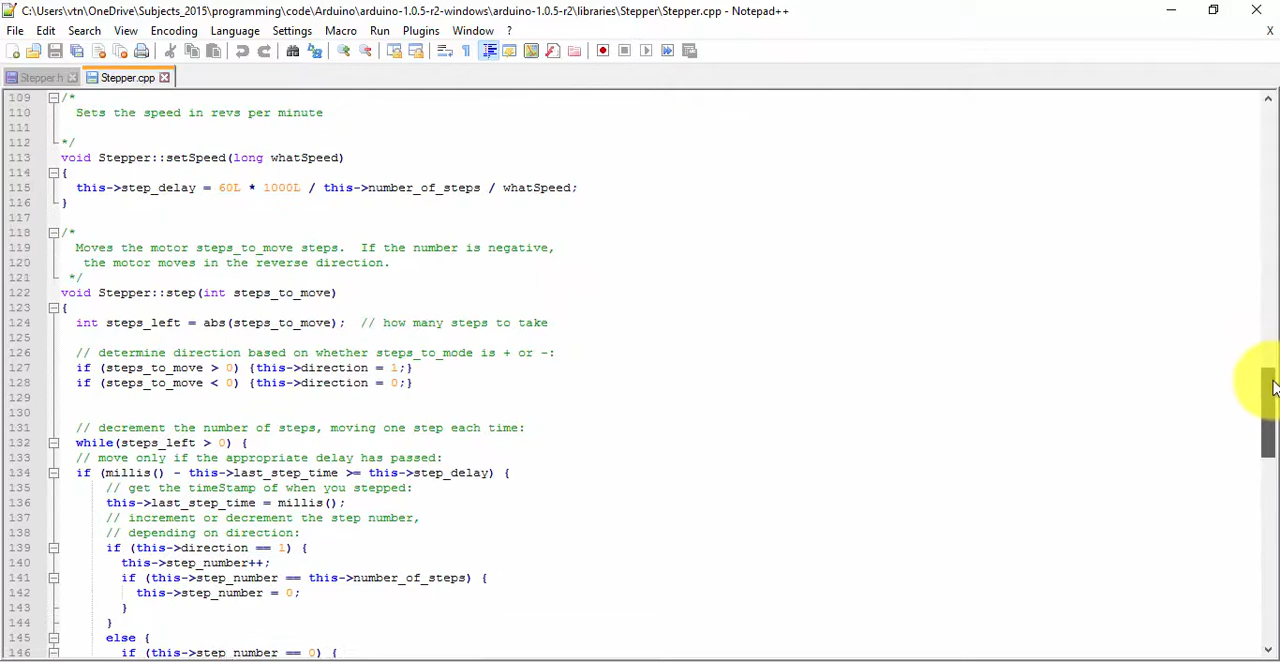 C:\Users\vtn\OneDrive\Subjects_2015\programming\code\Arduino\arduino-1.0.5-r2-windows\arduino-1.0.5-r2\libraries\Stepper\Stepper.cpp - Notepad++
File Edit Search View Encoding Language Settings Macro Run Plugins Window ? X
Stepper.h Stepper.cpp
109 /*
110 Sets the speed in revs per minute
111
112 */
113 void Stepper::setSpeed(long whatSpeed)
114 {
115 this->step_delay = 60L * 1000L / this->number_of_steps / whatSpeed;
116 }
117
118 /*
119 Moves the motor steps_to_move steps.  If the number is negative,
120 the motor moves in the reverse direction.
121 */
122 void Stepper::step(int steps_to_move)
123 {
124 int steps_left = abs(steps_to_move);  // how many steps to take
125
126 // determine direction based on whether steps_to_mode is + or -:
127 if (steps_to_move > 0) {this->direction = 1;}
128 if (steps_to_move < 0) {this->direction = 0;}
129
130
131 // decrement the number of steps, moving one step each time:
132 while(steps_left > 0) {
133 // move only if the appropriate delay has passed:
134 if (millis() - this->last_step_time >= this->step_delay) {
135 // get the timeStamp of when you stepped:
136 this->last_step_time = millis();
137 // increment or decrement the step number,
138 // depending on direction:
139 if (this->direction == 1) {
140 this->step_number++;
141 if (this->step_number == this->number_of_steps) {
142 this->step_number = 0;
143 }
144 }
145 else {
146 if (this->step_number == 0) {